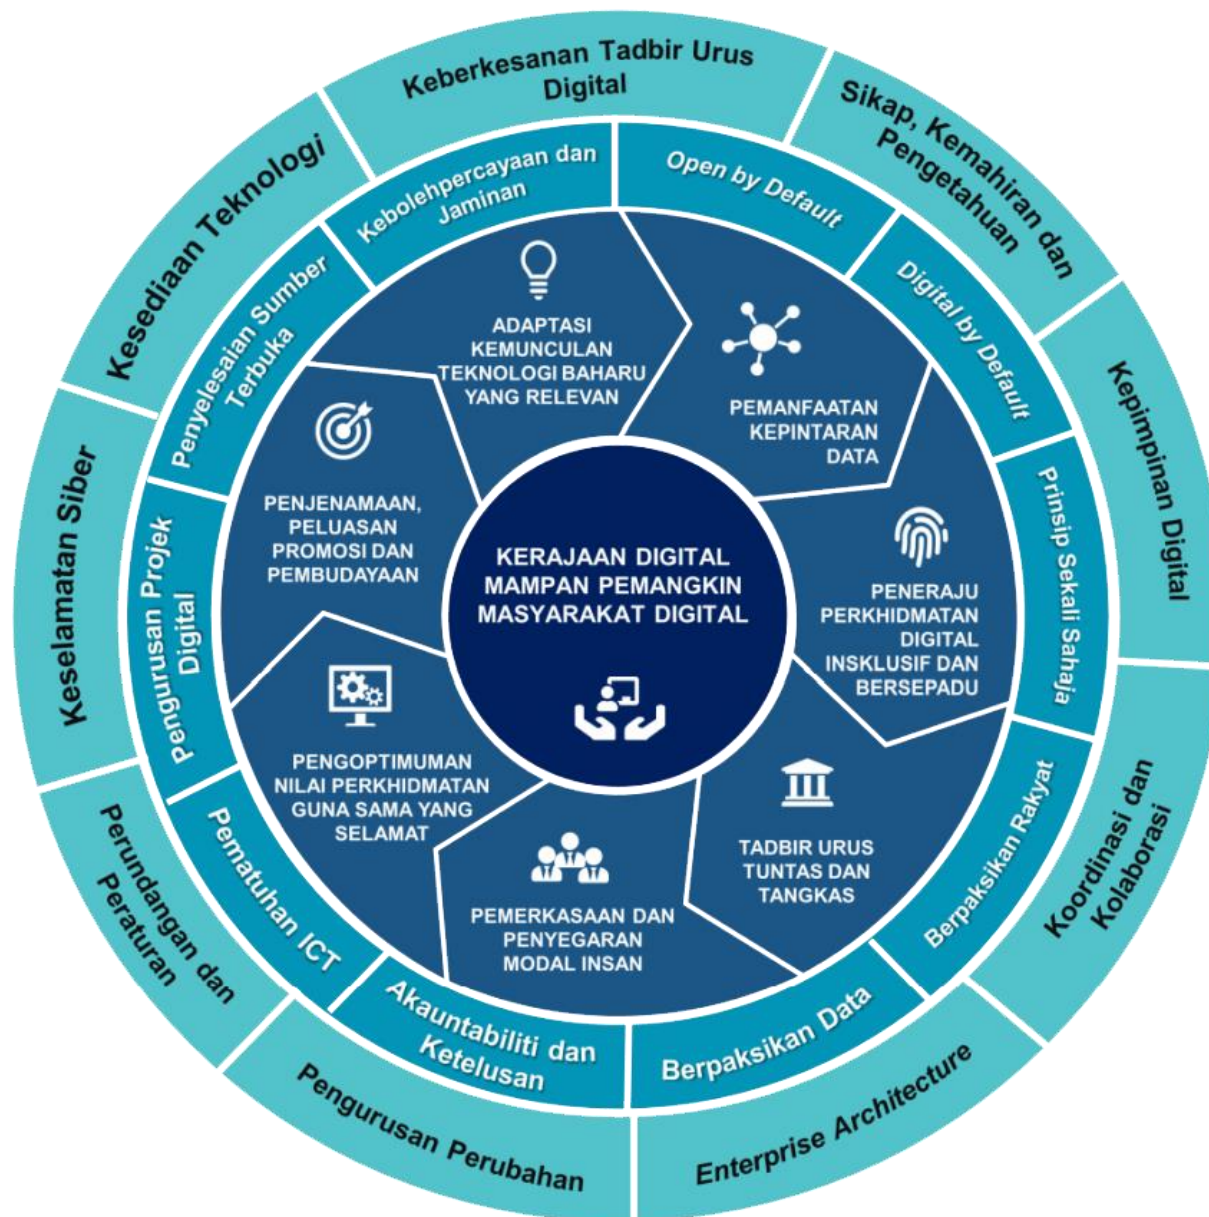 Keberkesanan Tadbir Urus
Digital
Sikap, Kemahiran dan
Pengetahuan
Kepimpinan Digital
Koordinasi dan
Kolaborasi
Enterprise Architecture
Pengurusan Perubahan
Perundangan dan
Peraturan
Keselamatan Siber
Kesediaan Teknologi
Kebolehpercayaan dan
Jaminan
Open by Default
Digital by Default
Prinsip Sekali Sahaja
Berpaksikan Rakyat
Berpaksikan Data
Akauntabiliti dan
Ketelusan
Pematuhan ICT
Pengurusan Projek
Digital
Penyelesaian Sumber
Terbuka
ADAPTASI
KEMUNCULAN
TEKNOLOGI BAHARU
YANG RELEVAN
PEMANFAATAN
KEPINTARAN
DATA
PENERAJU
PERKHIDMATAN
DIGITAL
INSKLUSIF DAN
BERSEPADU
TADBIR URUS
TUNTAS DAN
TANGKAS
PEMERKASAAN DAN
PENYEGARAN
MODAL INSAN
PENGOPTIMUMAN
NILAI PERKHIDMATAN
GUNA SAMA YANG
SELAMAT
PENJENAMAAN,
PELUASAN
PROMOSI DAN
PEMBUDAYAAN
KERAJAAN DIGITAL
MAMPAN PEMANGKIN
MASYARAKAT DIGITAL